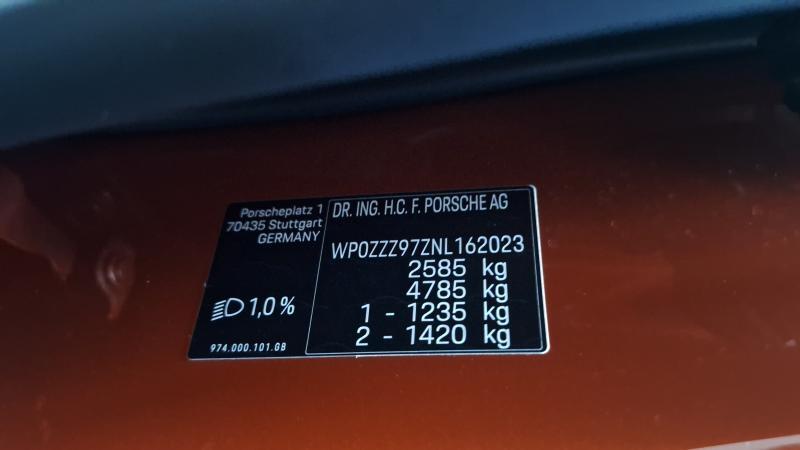 Porscheplatz 1
70435 Stuttgart
GERMANY
1,0 %
974.000.101.GB
DR. ING. H.C. F. PORSCHE AG
WP0ZZZ97ZNL162023
2585 kg
4785 kg
1 - 1235 kg
2 - 1420 kg